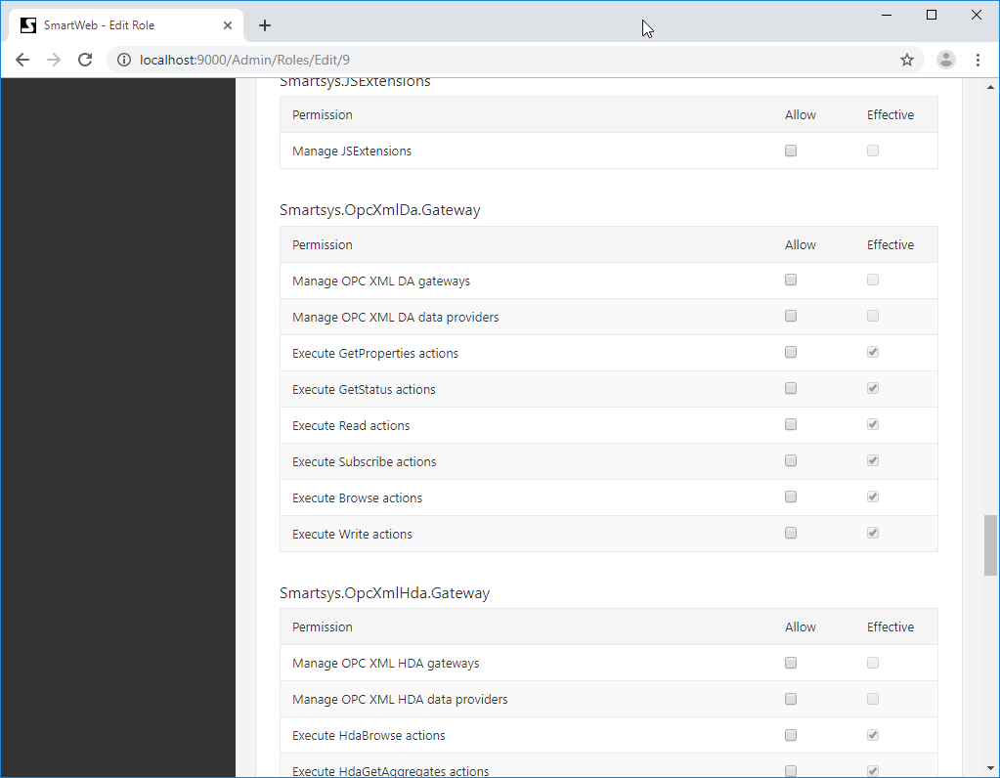 SmartWeb - Edit Role
localhost:9000/Admin/Roles/Edit/9
Smartsys.JSExtensions
Permission Allow Effective
Manage JSExtensions
Smartsys.OpcXmlDa.Gateway
Permission Allow Effective
Manage OPC XML DA gateways
Manage OPC XML DA data providers
Execute GetProperties actions
Execute GetStatus actions
Execute Read actions
Execute Subscribe actions
Execute Browse actions
Execute Write actions
Smartsys.OpcXmlHda.Gateway
Permission Allow Effective
Manage OPC XML HDA gateways
Manage OPC XML HDA data providers
Execute HdaBrowse actions
Execute HdaGetAggregates actions